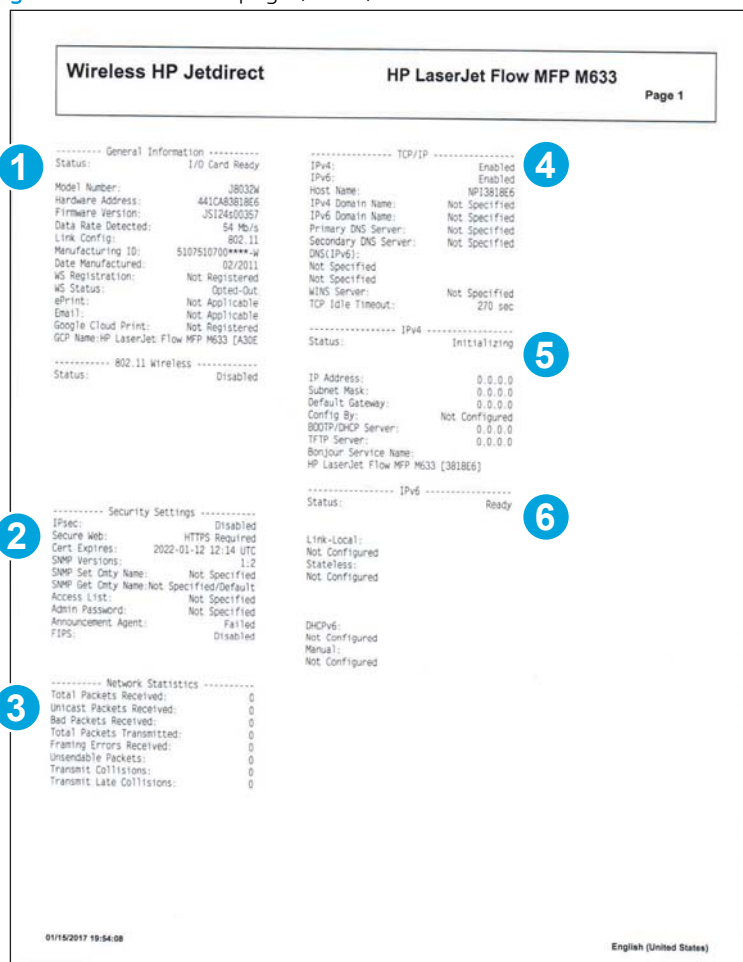 Wireless HP Jetdirect
HP LaserJet Flow MFP M633
Page 1
1
--------- General Information ----------
Status: I/O Card Ready
Model Number: J8032W
Hardware Address: 441CA83818E6
Firmware Version: JSI24s00357
Data Rate Detected: 54 Mb/s
Link Config: 802.11
Manufacturing ID: 5107510700****-W
Date Manufactured: 02/2011
WS Registration: Not Registered
WS Status: Opted-Out
ePrint: Not Applicable
Email: Not Applicable
Google Cloud Print: Not Registered
GCP Name:HP LaserJet Flow MFP M633 [A30E
--------- 802.11 Wireless ------------
Status: Disabled
2
---------- Security Settings -----------
IPsec: Disabled
Secure Web: HTTPS Required
Cert Expires: 2022-01-12 12:14 UTC
SNMP Versions: 1;2
SNMP Set Cmty Name: Not Specified
SNMP Get Cmty Name:Not Specified/Default
Access List: Not Specified
Admin Password: Not Specified
Announcement Agent: Failed
FIPS: Disabled
3
---------- Network Statistics ----------
Total Packets Received: 0
Unicast Packets Received: 0
Bad Packets Received: 0
Total Packets Transmitted: 0
Framing Errors Received: 0
Unsendable Packets: 0
Transmit Collisions: 0
Transmit Late Collisions: 0
4
---------------- TCP/IP ----------------
IPv4: Enabled
IPv6: Enabled
Host Name: NPI3818E6
IPv4 Domain Name: Not Specified
IPv6 Domain Name: Not Specified
Primary DNS Server: Not Specified
Secondary DNS Server: Not Specified
DNS(IPv6):
Not Specified
Not Specified
WINS Server: Not Specified
TCP Idle Timeout: 270 sec
5
----------------- IPv4 -----------------
Status: Initializing
IP Address: 0.0.0.0
Subnet Mask: 0.0.0.0
Default Gateway: 0.0.0.0
Config By: Not Configured
BOOTP/DHCP Server: 0.0.0.0
TFTP Server: 0.0.0.0
Bonjour Service Name:
HP LaserJet Flow MFP M633 [3818E6]
6
----------------- IPv6 -----------------
Status: Ready
Link-Local:
Not Configured
Stateless:
Not Configured
DHCPv6:
Not Configured
Manual:
Not Configured
01/15/2017 19:54:08
English (United States)